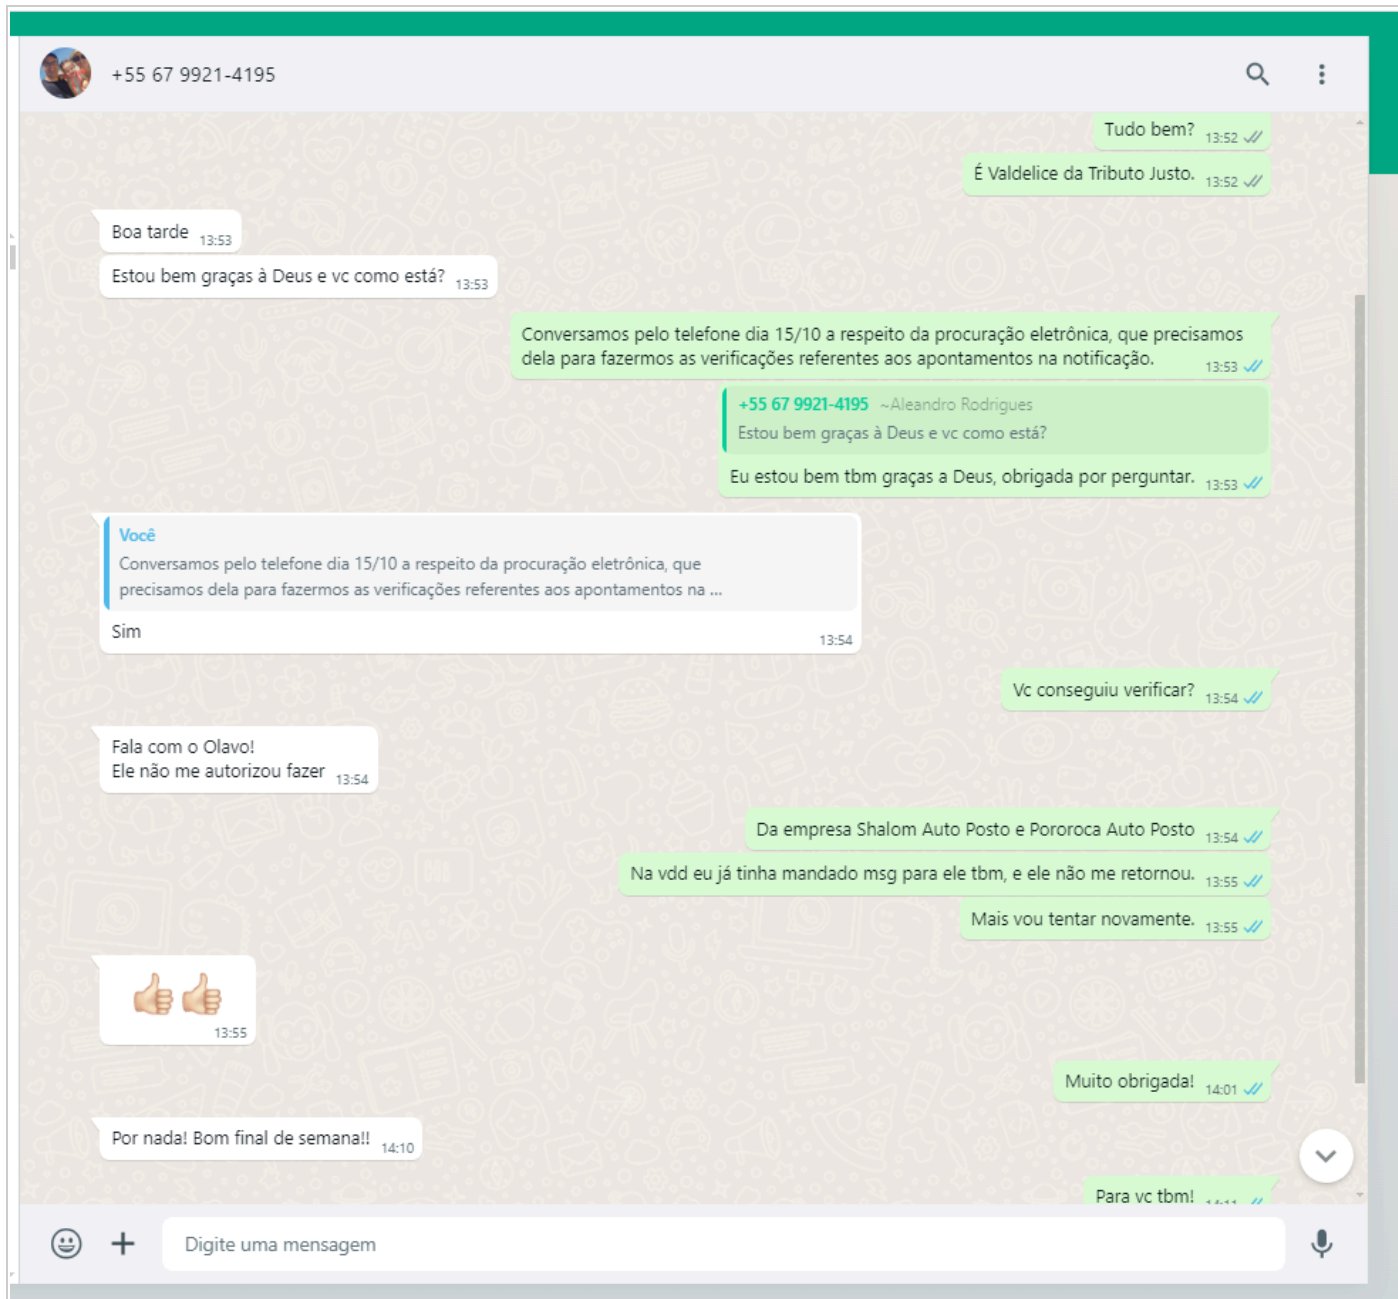 +55 67 9921-4195
Tudo bem? 13:52
É Valdelice da Tributo Justo. 13:52
Boa tarde 13:53
Estou bem graças à Deus e vc como está? 13:53
Conversamos pelo telefone dia 15/10 a respeito da procuração eletrônica, que precisamos
dela para fazermos as verificações referentes aos apontamentos na notificação. 13:53
+55 67 9921-4195 ~Aleandro Rodrigues
Estou bem graças à Deus e vc como está?
Eu estou bem tbm graças a Deus, obrigada por perguntar. 13:53
Você
Conversamos pelo telefone dia 15/10 a respeito da procuração eletrônica, que
precisamos dela para fazermos as verificações referentes aos apontamentos na ...
Sim 13:54
Vc conseguiu verificar? 13:54
Fala com o Olavo!
Ele não me autorizou fazer 13:54
Da empresa Shalom Auto Posto e Pororoca Auto Posto 13:54
Na vdd eu já tinha mandado msg para ele tbm, e ele não me retornou. 13:55
Mais vou tentar novamente. 13:55
13:55
Muito obrigada! 14:01
Por nada! Bom final de semana!! 14:10
Para vc tbm!
Digite uma mensagem